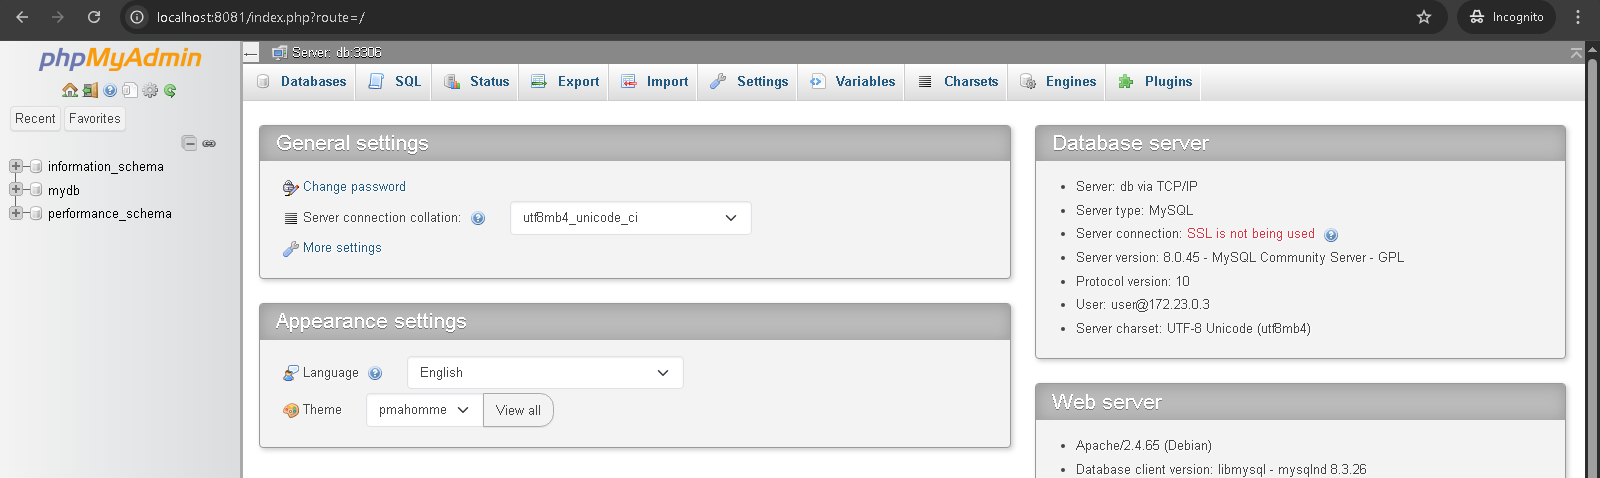 localhost:8081/index.php?route=/
Incognito
phpMyAdmin
Recent Favorites
information_schema
mydb
performance_schema
Server: db:3306
Databases SQL Status Export Import Settings Variables Charsets Engines Plugins
General settings
Change password
Server connection collation: utf8mb4_unicode_ci
More settings
Appearance settings
Language English
Theme pmahomme View all
Database server
Server: db via TCP/IP
Server type: MySQL
Server connection: SSL is not being used
Server version: 8.0.45 - MySQL Community Server - GPL
Protocol version: 10
User: user@172.23.0.3
Server charset: UTF-8 Unicode (utf8mb4)
Web server
Apache/2.4.65 (Debian)
Database client version: libmysql - mysqlnd 8.3.26